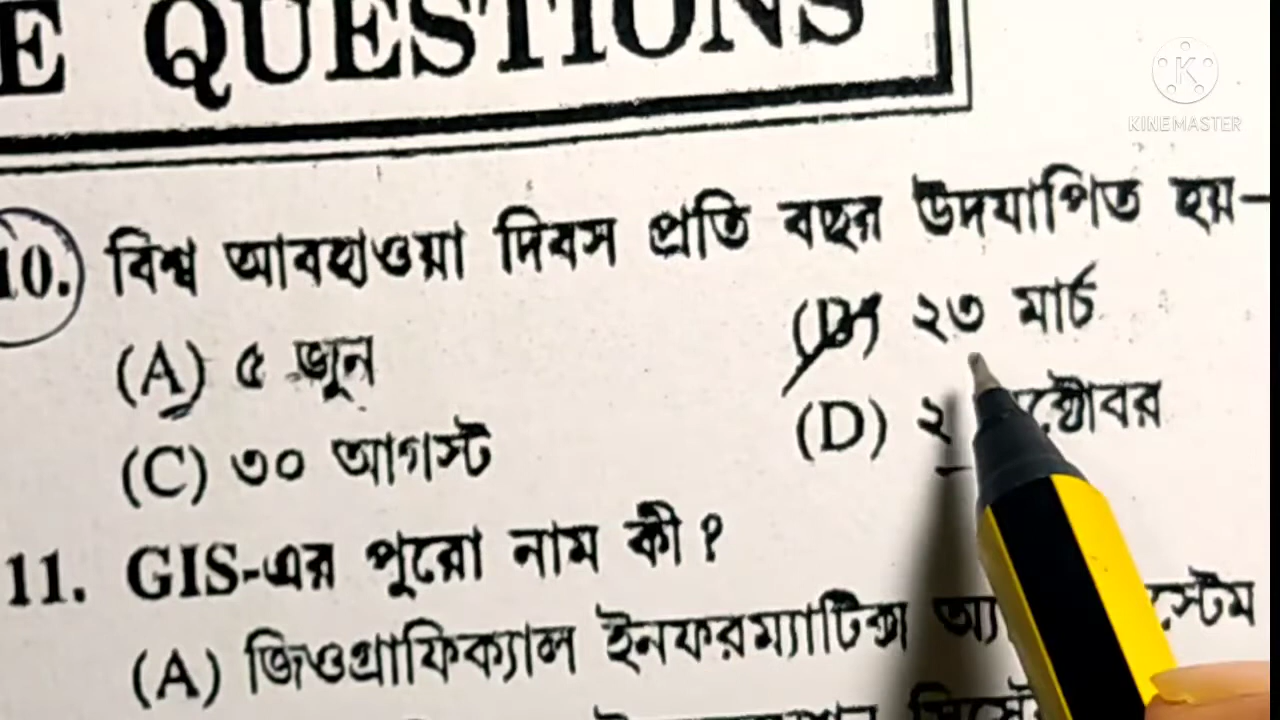 E QUESTIONS
KINEMASTER
10. বিশ্ব আবহাওয়া দিবস প্রতি বছর উদযাপিত হয়–
(A) ৫ জুন (B) ২৩ মার্চ
(C) ৩০ আগস্ট (D)
11. GIS-এর পুরো নাম কী ?
(A) জিওগ্রাফিক্যাল ইনফরম্যাটিক্স